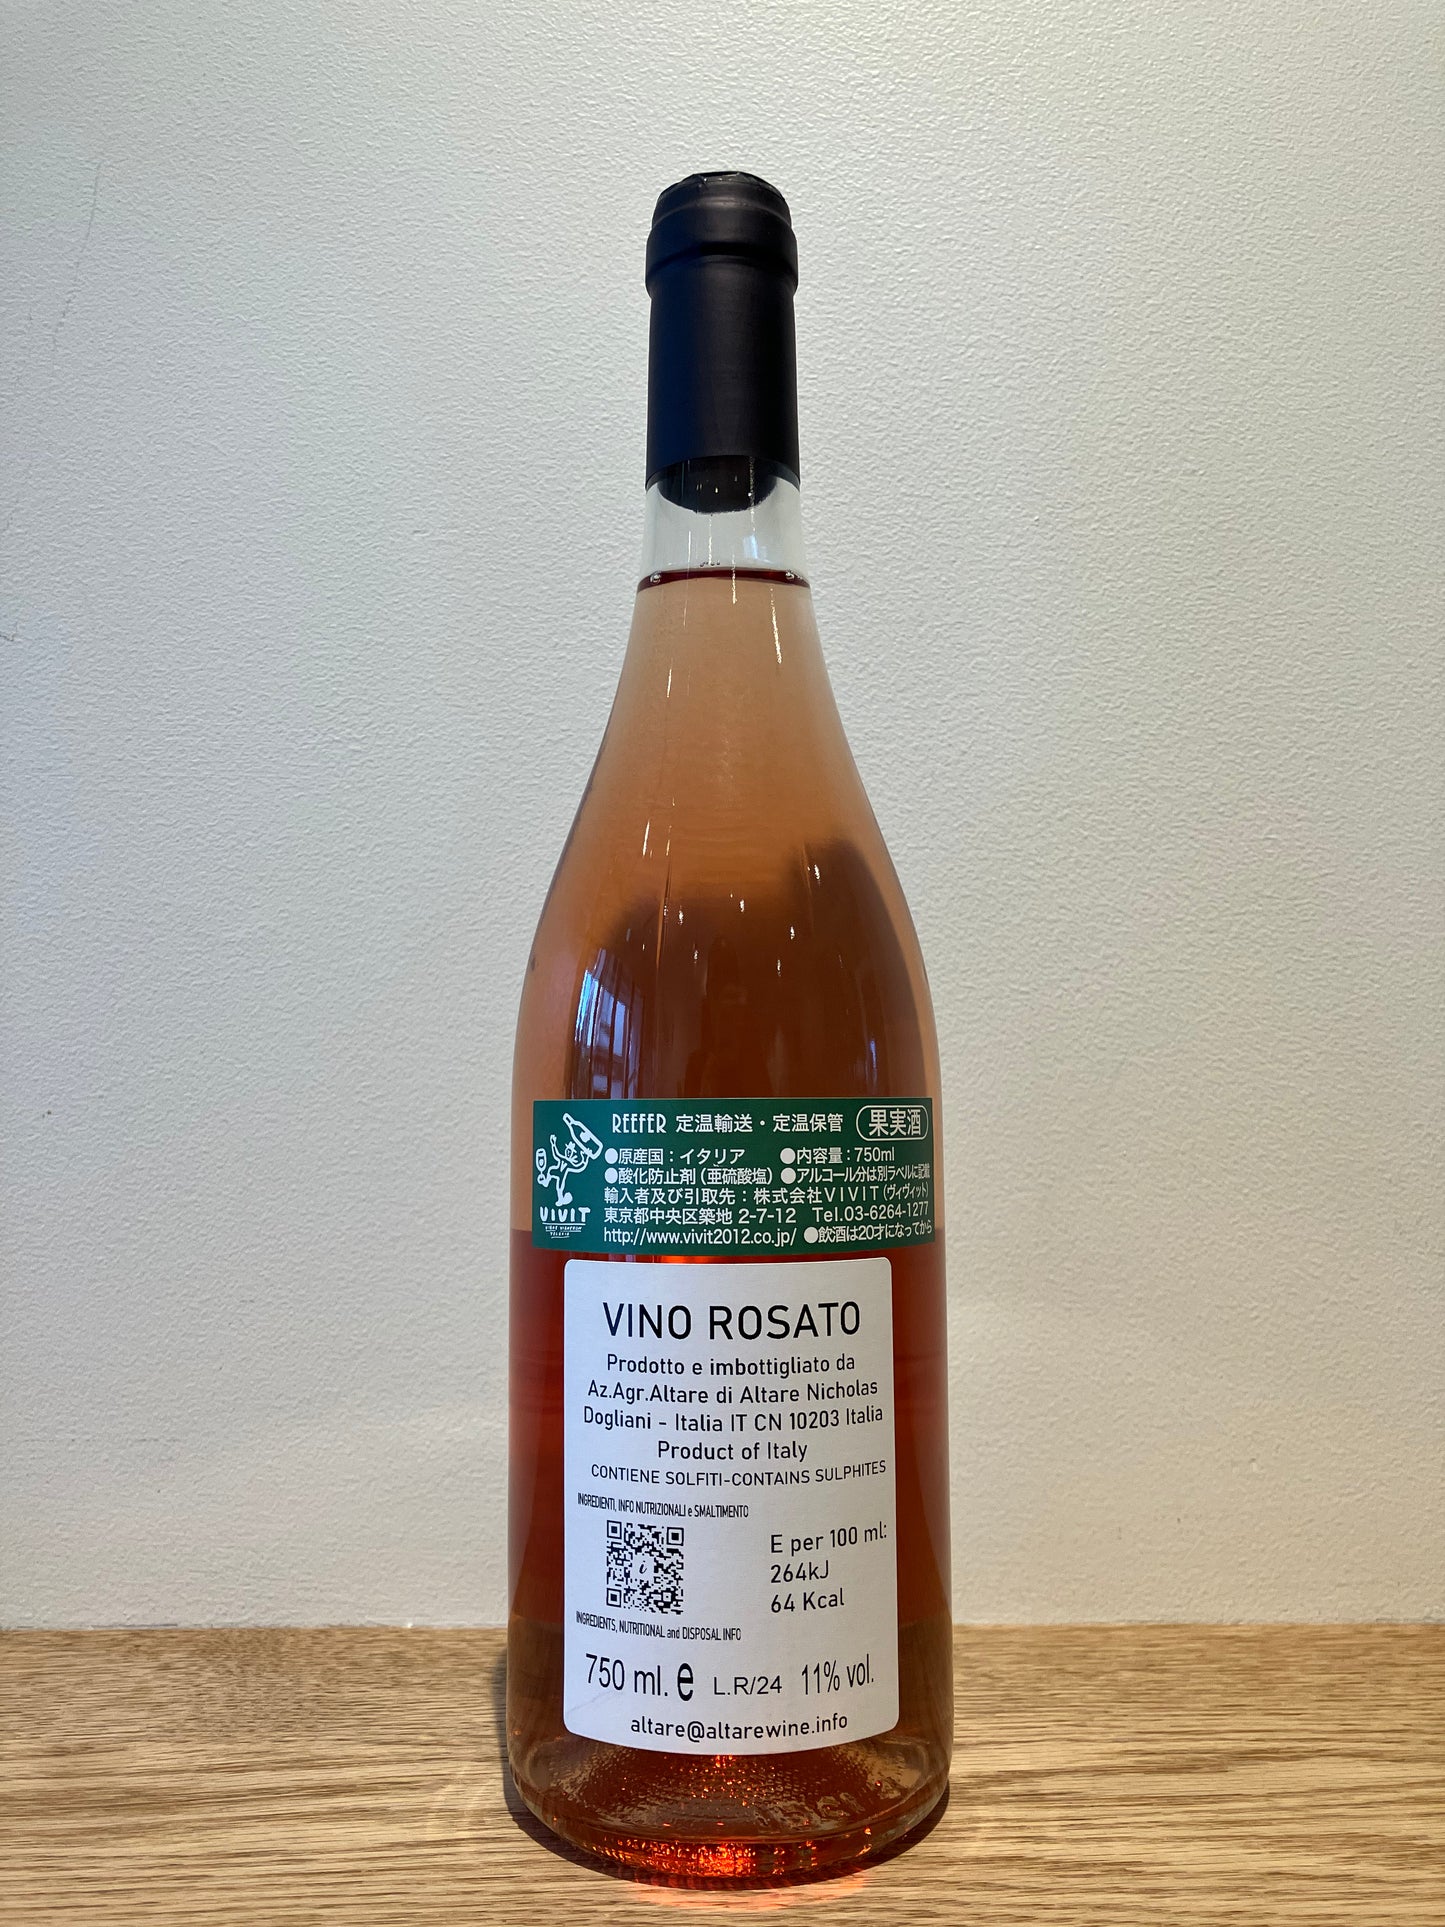 REEFER 定温輸送・定温保管 果実酒
●原産国：イタリア ●内容量：750ml
●酸化防止剤（亜硫酸塩） ●アルコール分は別ラベルに記載
輸入者及び引取先：株式会社VIVIT（ヴィヴィット）
東京都中央区築地 2-7-12 Tel.03-6264-1277
http://www.vivit2012.co.jp/ ●飲酒は20才になってから
VIVIT
VINO ROSATO
Prodotto e imbottigliato da
Az.Agr.Altare di Altare Nicholas
Dogliani - Italia IT CN 10203 Italia
Product of Italy
CONTIENE SOLFITI-CONTAINS SULPHITES
INGREDIENTI, INFO NUTRIZIONALI e SMALTIMENTO
i
E per 100 ml:
264kJ
64 Kcal
INGREDIENTS, NUTRITIONAL and DISPOSAL INFO
750 ml. e L.R/24 11% vol.
altare@altarewine.info